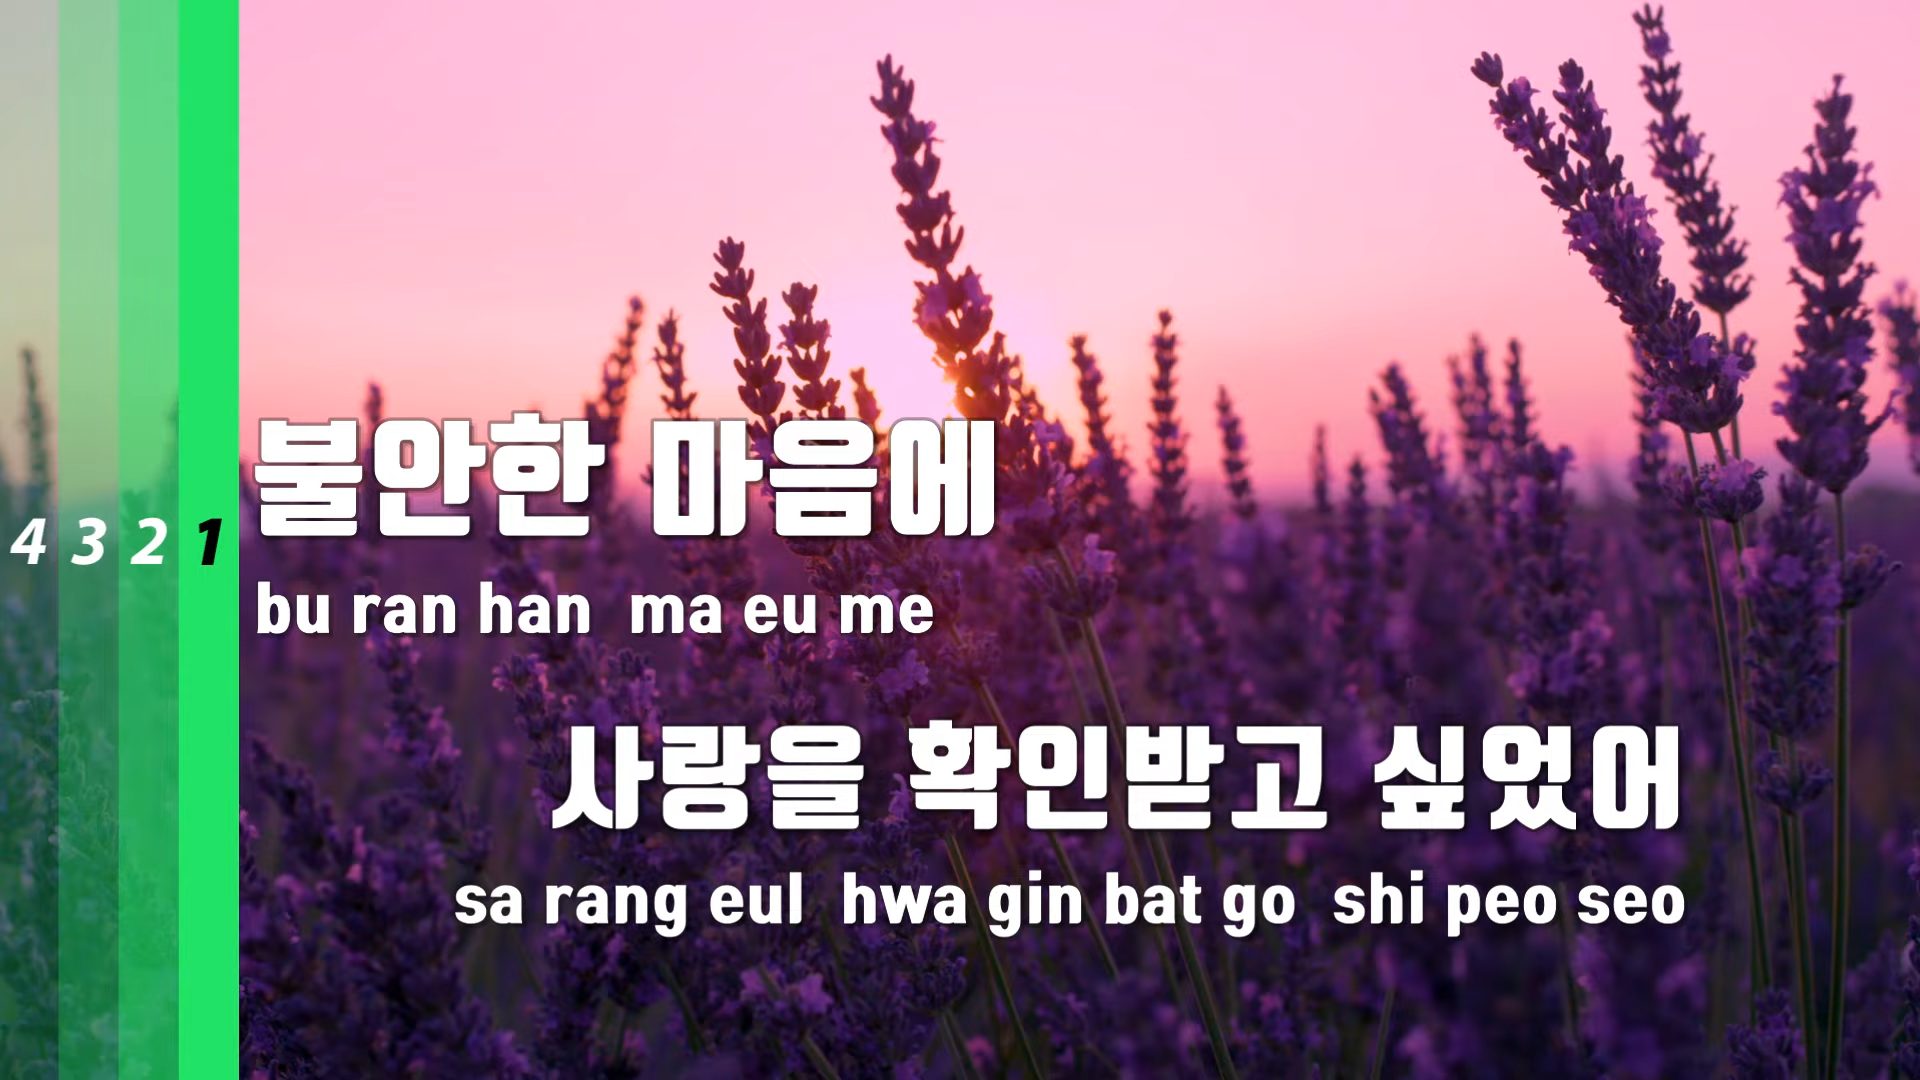 4 3 2 1
불안한 마음에
bu ran han ma eu me
사랑을 확인받고 싶었어
sa rang eul hwa gin bat go shi peo seo